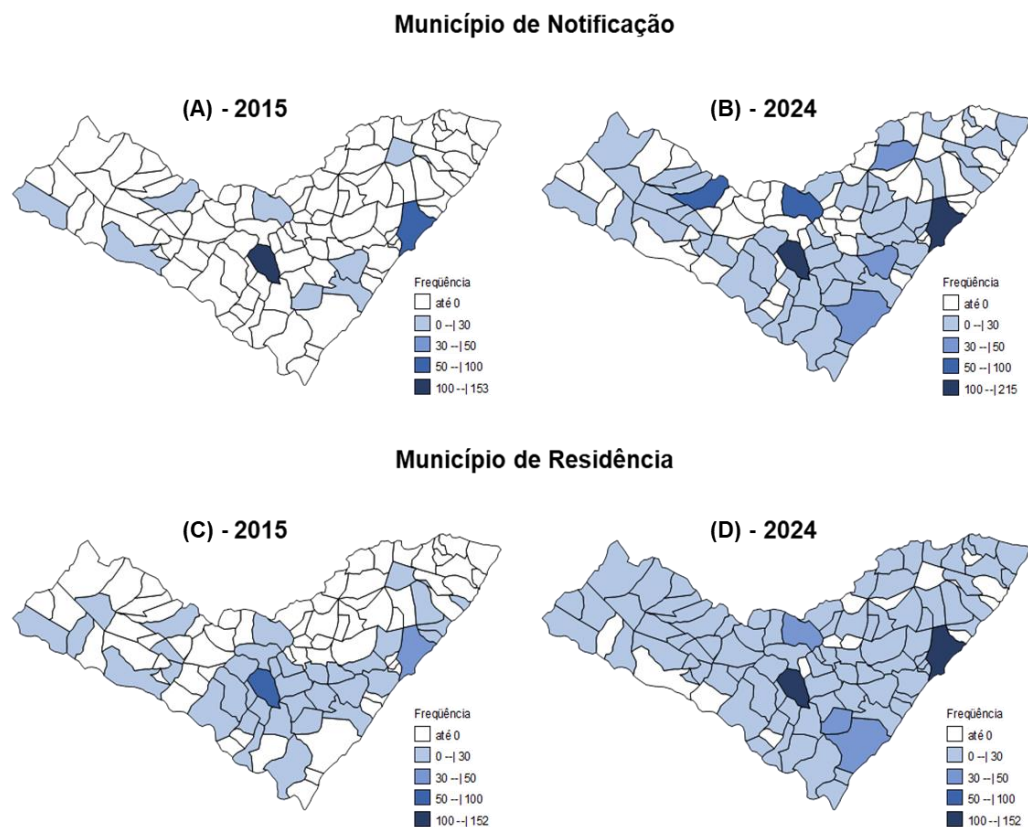 Município de Notificação
(A) - 2015
(B) - 2024
Freqüência
até 0
0 --| 30
30 --| 50
50 --| 100
100 --| 153
Freqüência
até 0
0 --| 30
30 --| 50
50 --| 100
100 --| 215
Município de Residência
(C) - 2015
(D) - 2024
Freqüência
até 0
0 --| 30
30 --| 50
50 --| 100
100 --| 152
Freqüência
até 0
0 --| 30
30 --| 50
50 --| 100
100 --| 152